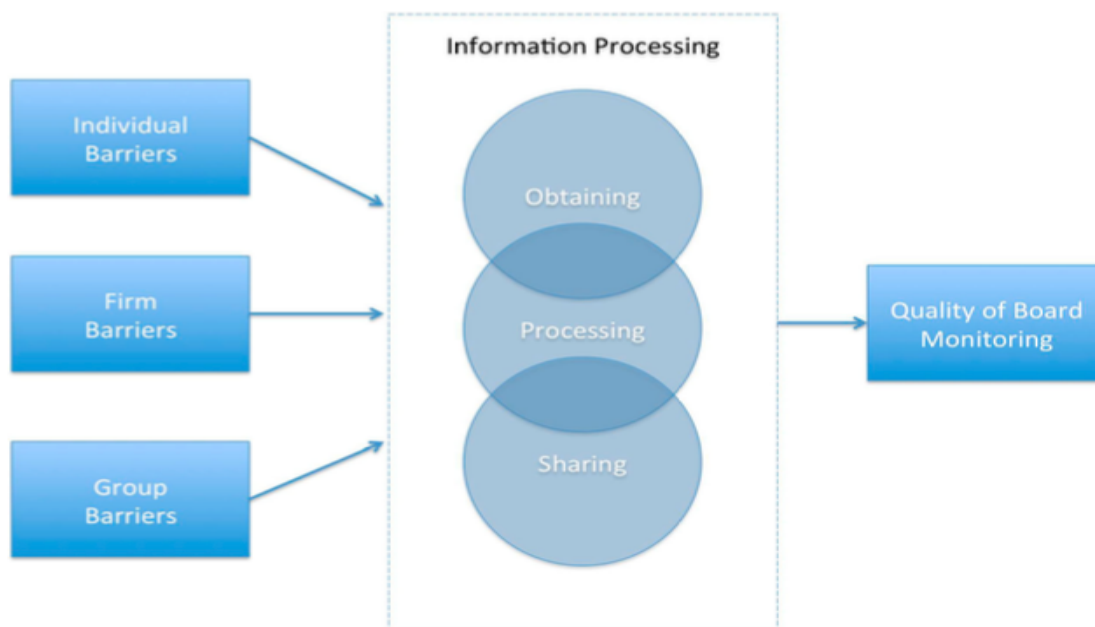 Information Processing
Individual
Barriers
Firm
Barriers
Group
Barriers
Obtaining
Processing
Sharing
Quality of Board
Monitoring